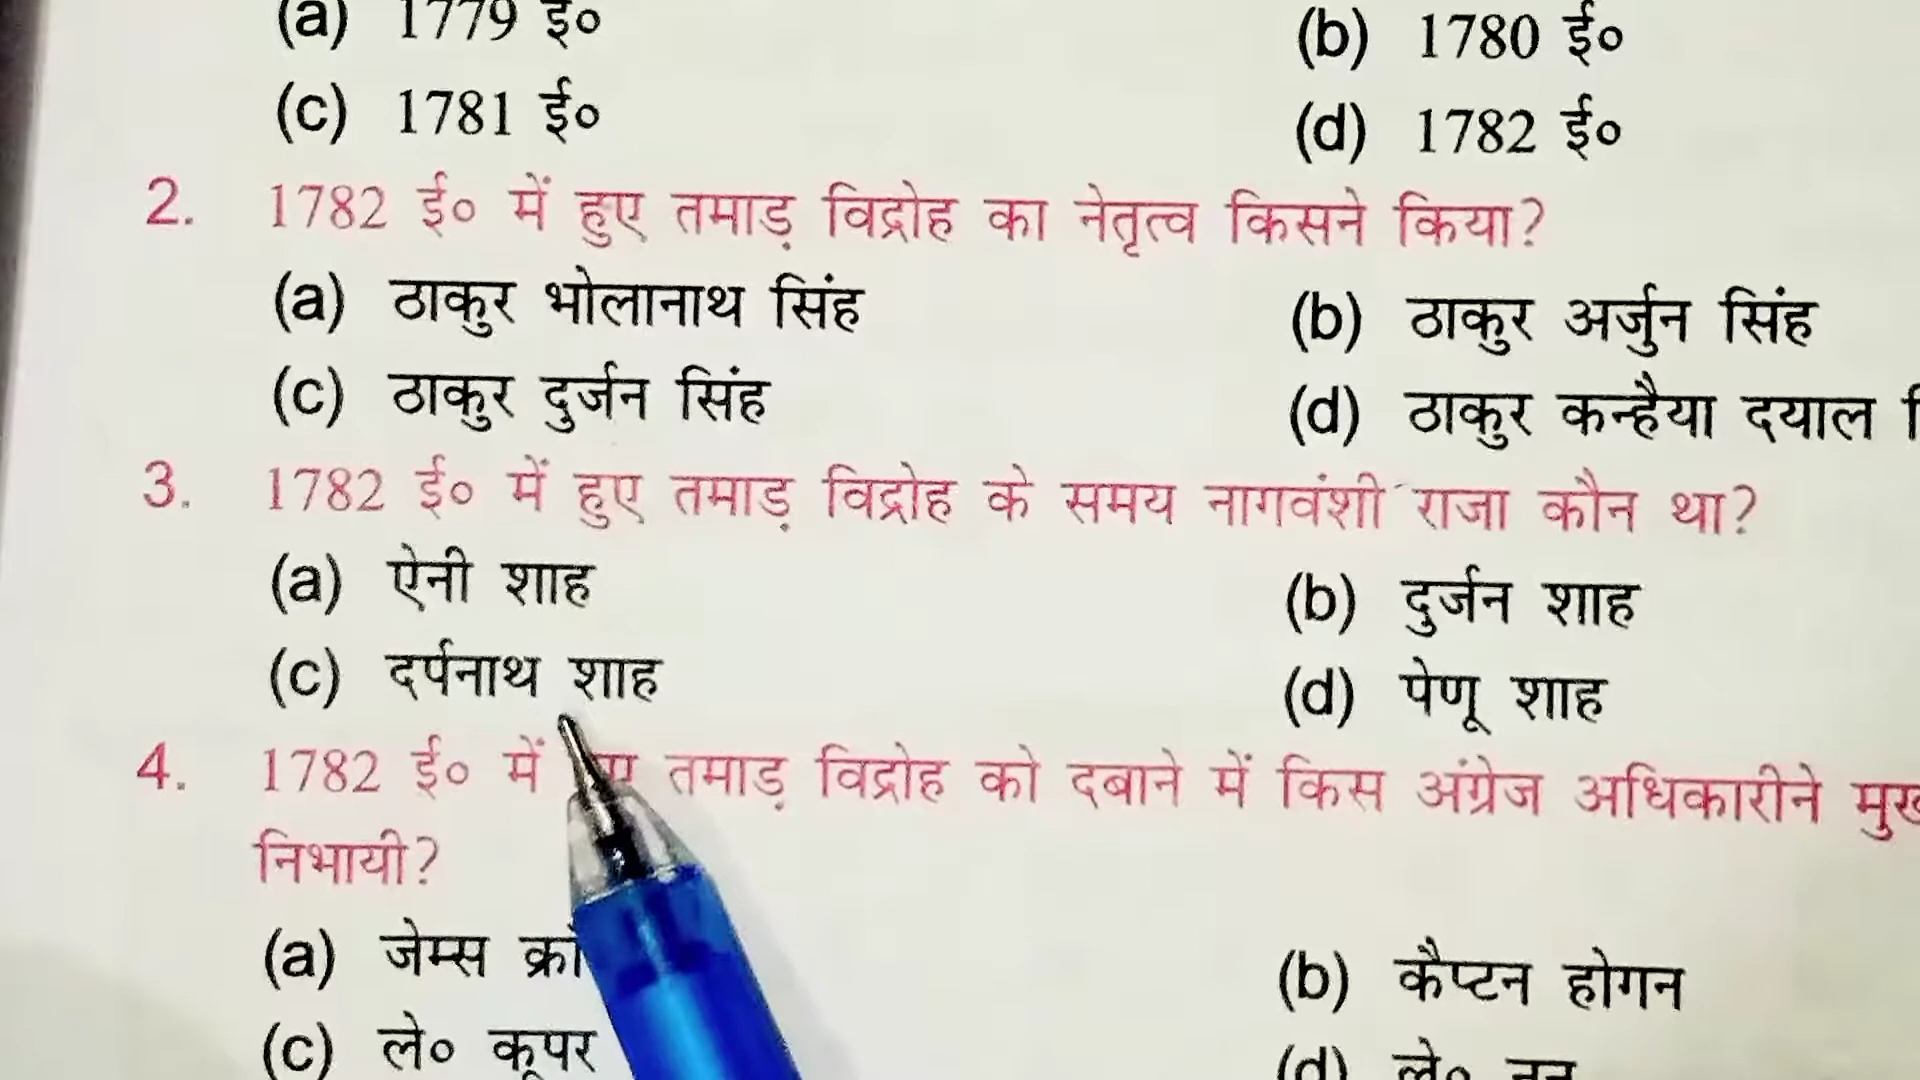 (a) 1779 ई० (b) 1780 ई०
(c) 1781 ई० (d) 1782 ई०
2. 1782 ई० में हुए तमाड़ विद्रोह का नेतृत्व किसने किया?
(a) ठाकुर भोलानाथ सिंह (b) ठाकुर अर्जुन सिंह
(c) ठाकुर दुर्जन सिंह (d) ठाकुर कन्हैया दयाल
3. 1782 ई० में हुए तमाड़ विद्रोह के समय नागवंशी राजा कौन था?
(a) ऐनी शाह (b) दुर्जन शाह
(c) दर्पनाथ शाह (d) पेणू शाह
4. 1782 ई० में तमाड़ विद्रोह को दबाने में किस अंग्रेज अधिकारीने
निभायी?
(a) जेम्स (b) कैप्टन होगन
(c) ले० कूपर (d) ले०